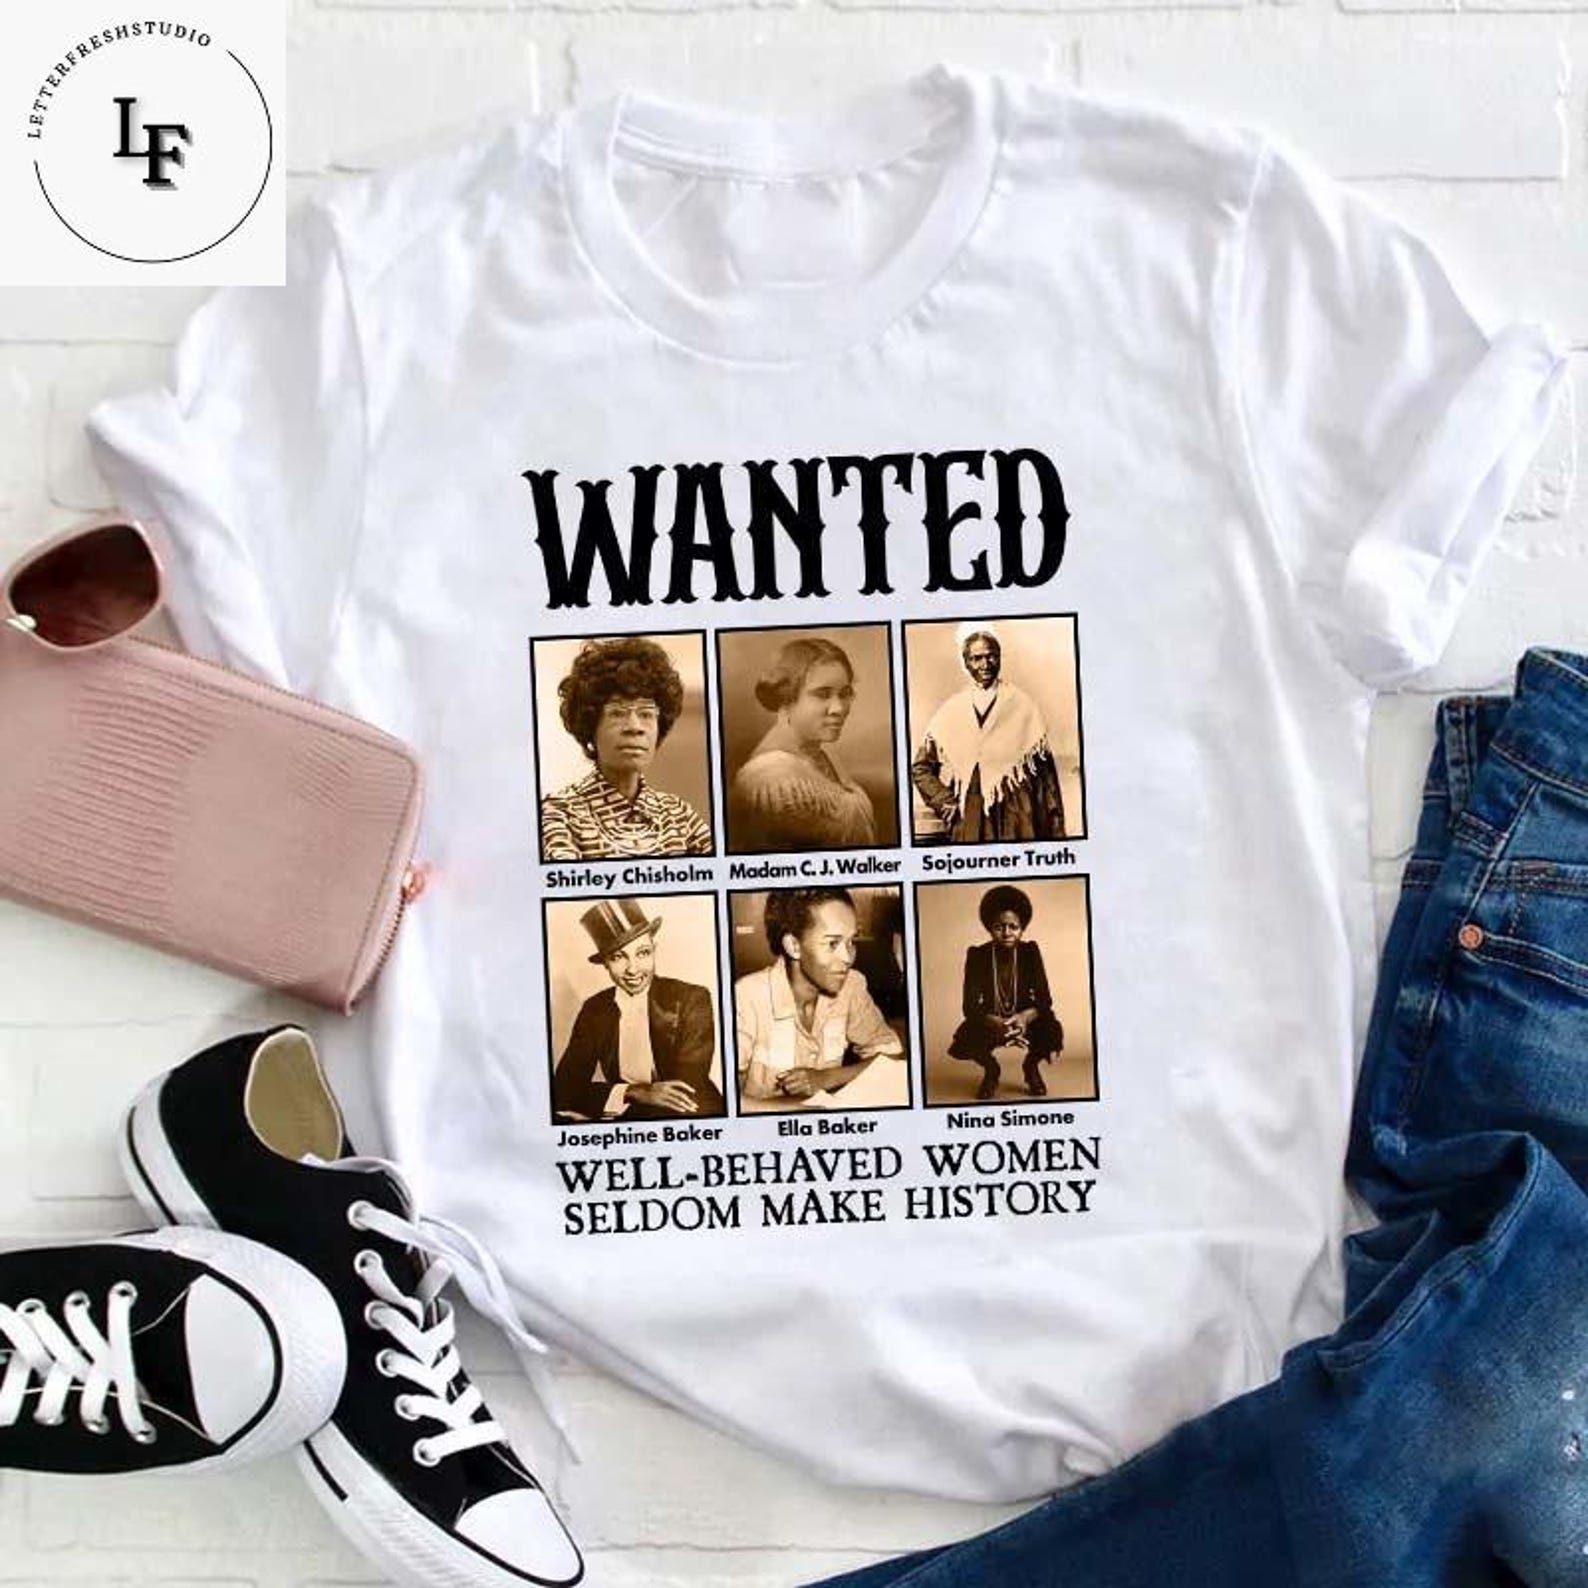 LETTERFRESHSTUDIO
LF
WANTED
Shirley Chisholm
Madam C. J. Walker
Sojourner Truth
Josephine Baker
Ella Baker
Nina Simone
WELL-BEHAVED WOMEN
SELDOM MAKE HISTORY